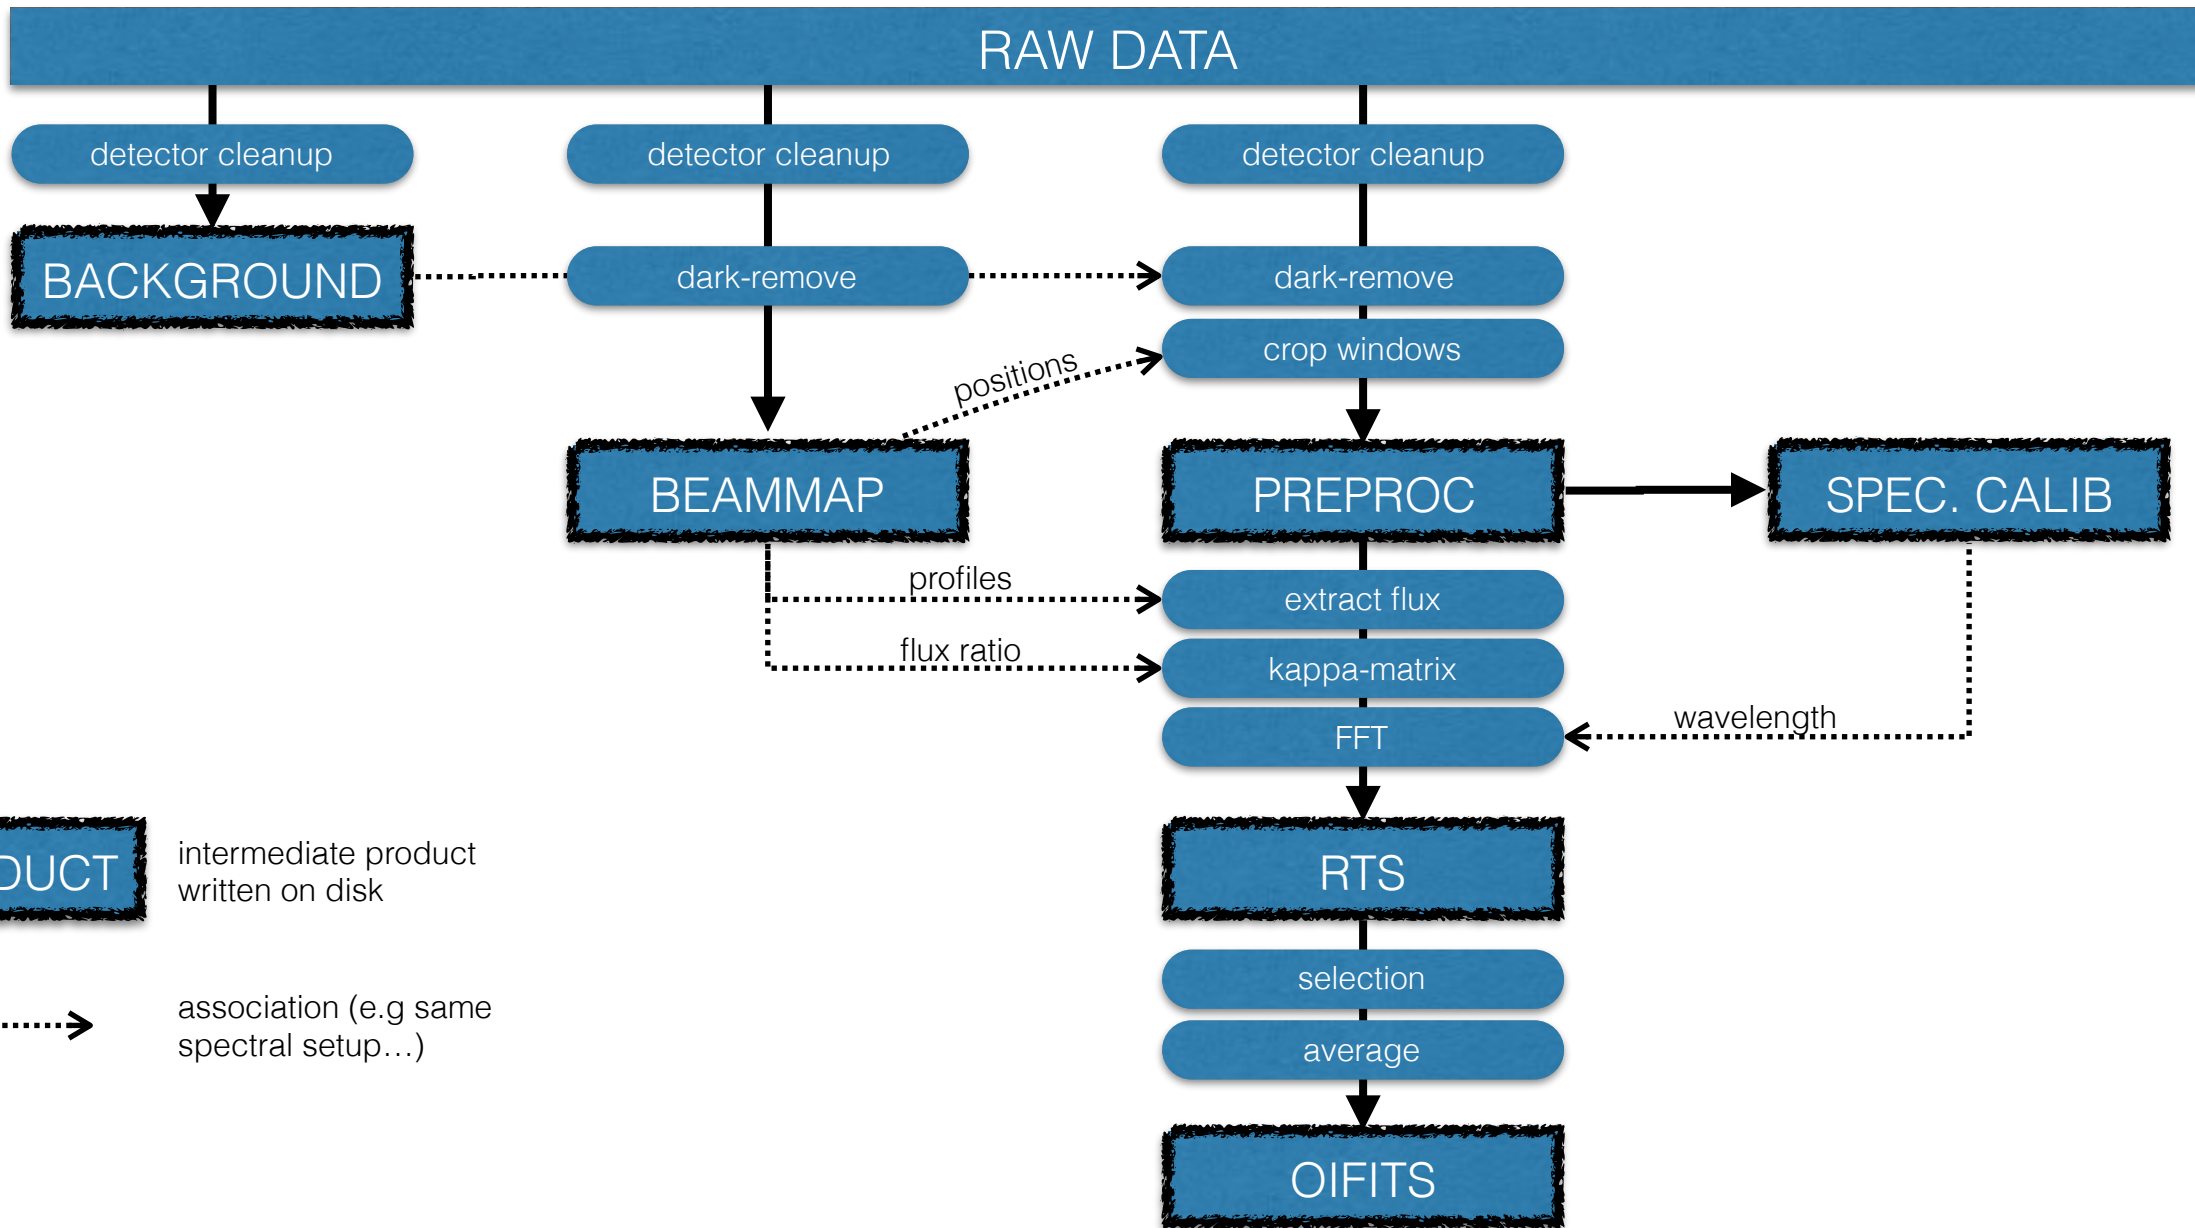 RAW DATA
detector cleanup
detector cleanup
detector cleanup
BACKGROUND
dark-remove
dark-remove
crop windows
positions
BEAMMAP
PREPROC
SPEC. CALIB
profiles
extract flux
flux ratio
kappa-matrix
wavelength
FFT
DUCT
intermediate product
written on disk
RTS
selection
association (e.g same
spectral setup...)
average
OIFITS